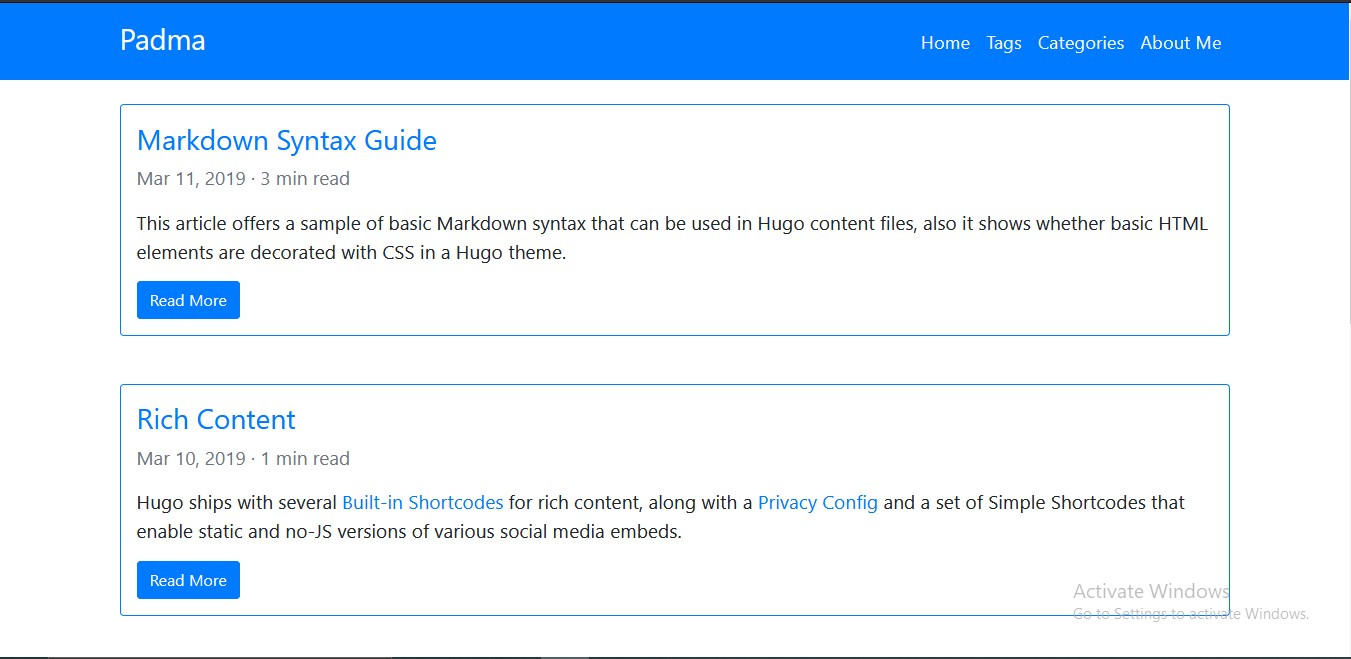 Padma
Home Tags Categories About Me
Markdown Syntax Guide
Mar 11, 2019 · 3 min read
This article offers a sample of basic Markdown syntax that can be used in Hugo content files, also it shows whether basic HTML
elements are decorated with CSS in a Hugo theme.
Read More
Rich Content
Mar 10, 2019 · 1 min read
Hugo ships with several Built-in Shortcodes for rich content, along with a Privacy Config and a set of Simple Shortcodes that
enable static and no-JS versions of various social media embeds.
Read More
Activate Windows
Go to Settings to activate Windows.